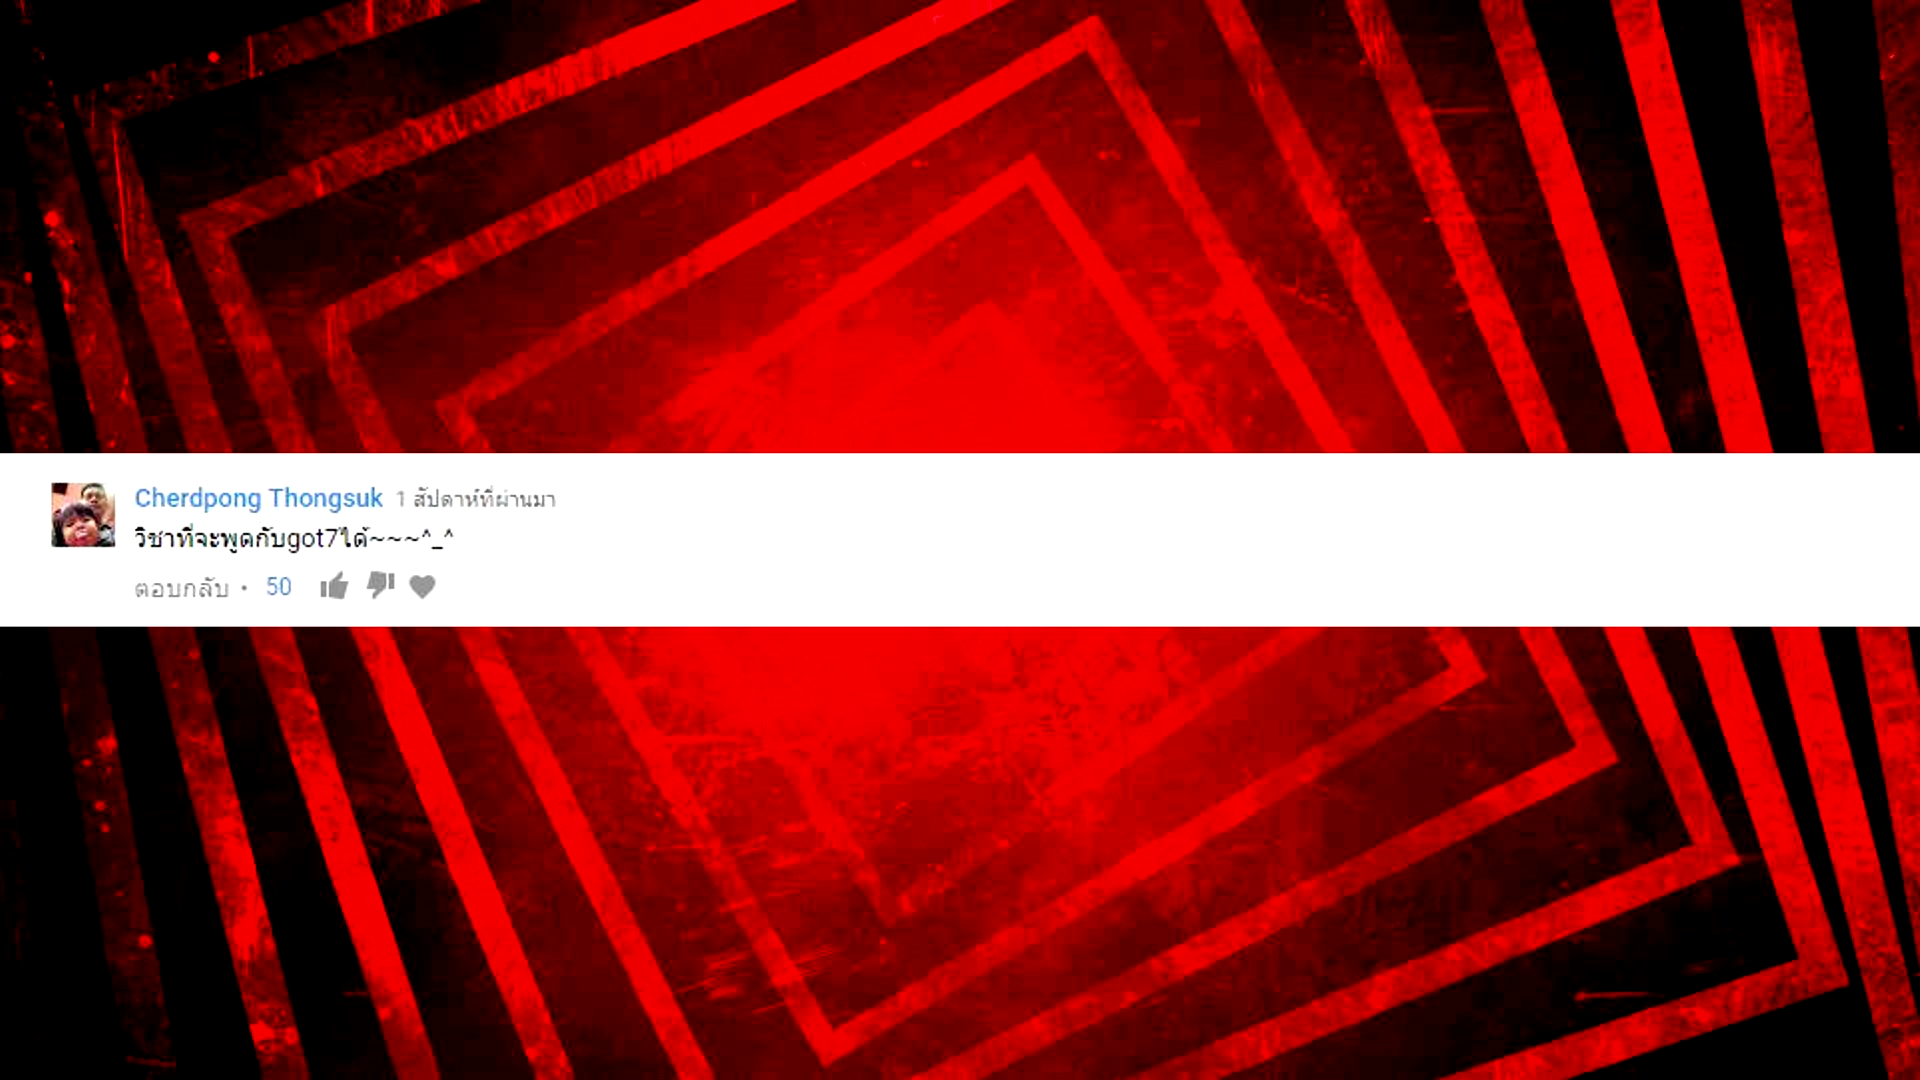 Cherdpong Thongsuk 1 สัปดาห์ที่ผ่านมา
วิชาที่จะพูดกับgot7ได้~~~^_^
ตอบกลับ • 50